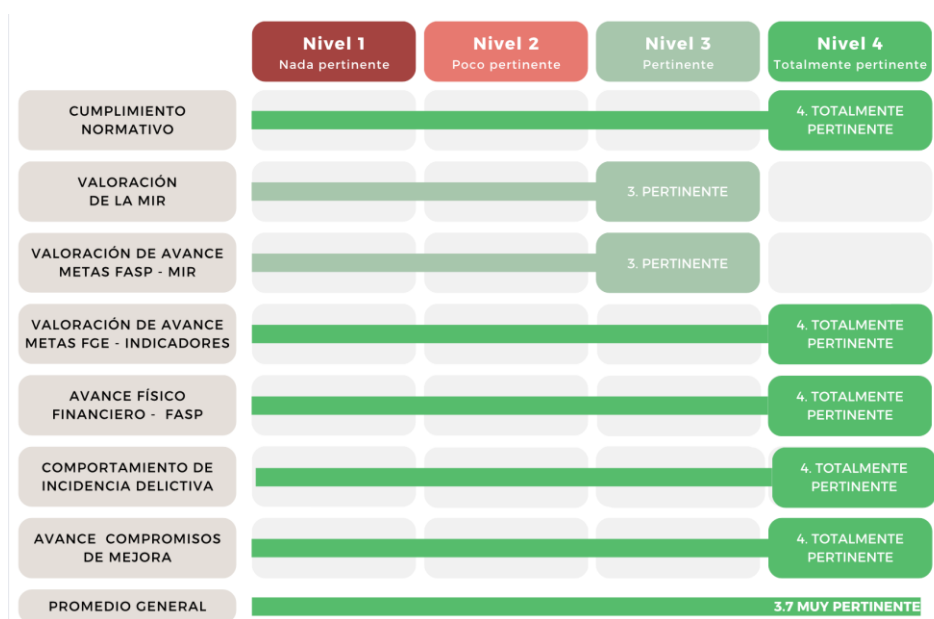 Nivel 1
Nada pertinente
Nivel 2
Poco pertinente
Nivel 3
Pertinente
Nivel 4
Totalmente pertinente
CUMPLIMIENTO
NORMATIVO
4. TOTALMENTE
PERTINENTE
VALORACIÓN
DE LA MIR
3. PERTINENTE
VALORACIÓN DE AVANCE
METAS FASP - MIR
3. PERTINENTE
VALORACIÓN DE AVANCE
METAS FGE - INDICADORES
4. TOTALMENTE
PERTINENTE
AVANCE FÍSICO
FINANCIERO - FASP
4. TOTALMENTE
PERTINENTE
COMPORTAMIENTO DE
INCIDENCIA DELICTIVA
4. TOTALMENTE
PERTINENTE
AVANCE COMPROMISOS
DE MEJORA
4. TOTALMENTE
PERTINENTE
PROMEDIO GENERAL
3.7 MUY PERTINENTE